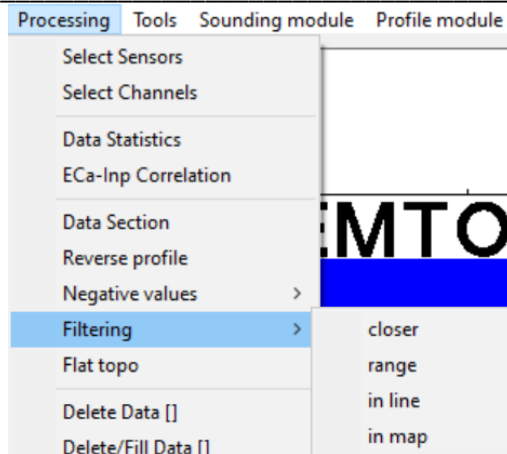 Processing Tools Sounding module Profile module
Select Sensors
Select Channels
Data Statistics
ECa-Inp Correlation
Data Section
Reverse profile
Negative values >
Filtering >
Flat topo
Delete Data []
Delete/Fill Data []
EMTO
closer
range
in line
in map